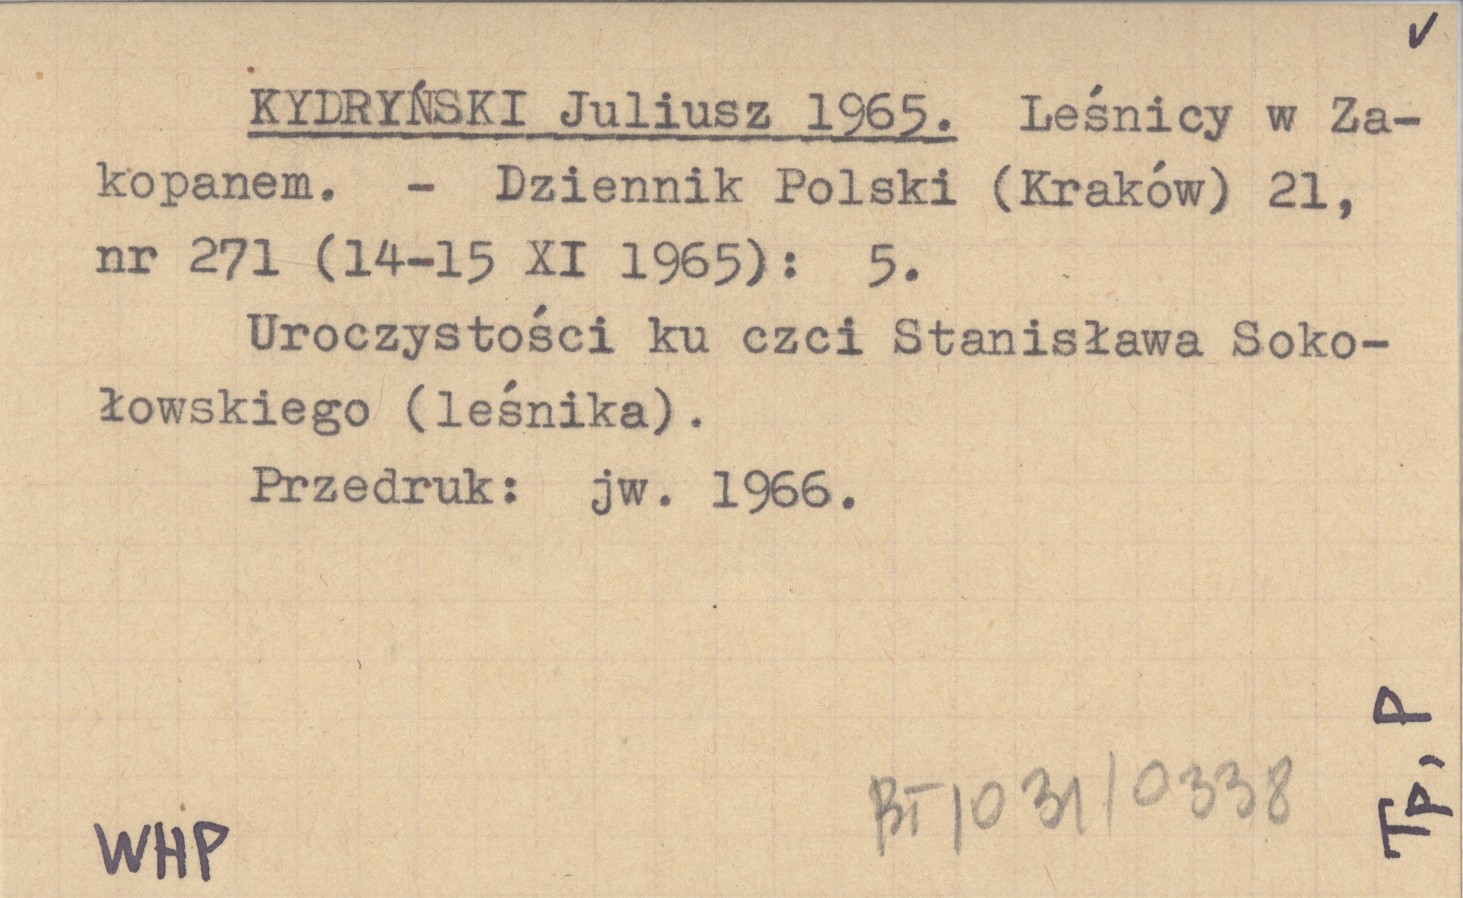 ✓
KYDRYŃSKI Juliusz 1965. Leśnicy w Za-
kopanem. - Dziennik Polski (Kraków) 21,
nr 271 (14-15 XI 1965): 5.
Uroczystości ku czci Stanisława Soko-
łowskiego (leśnika).
Przedruk: jw. 1966.
BT/031/0338
Tp, P
WHP